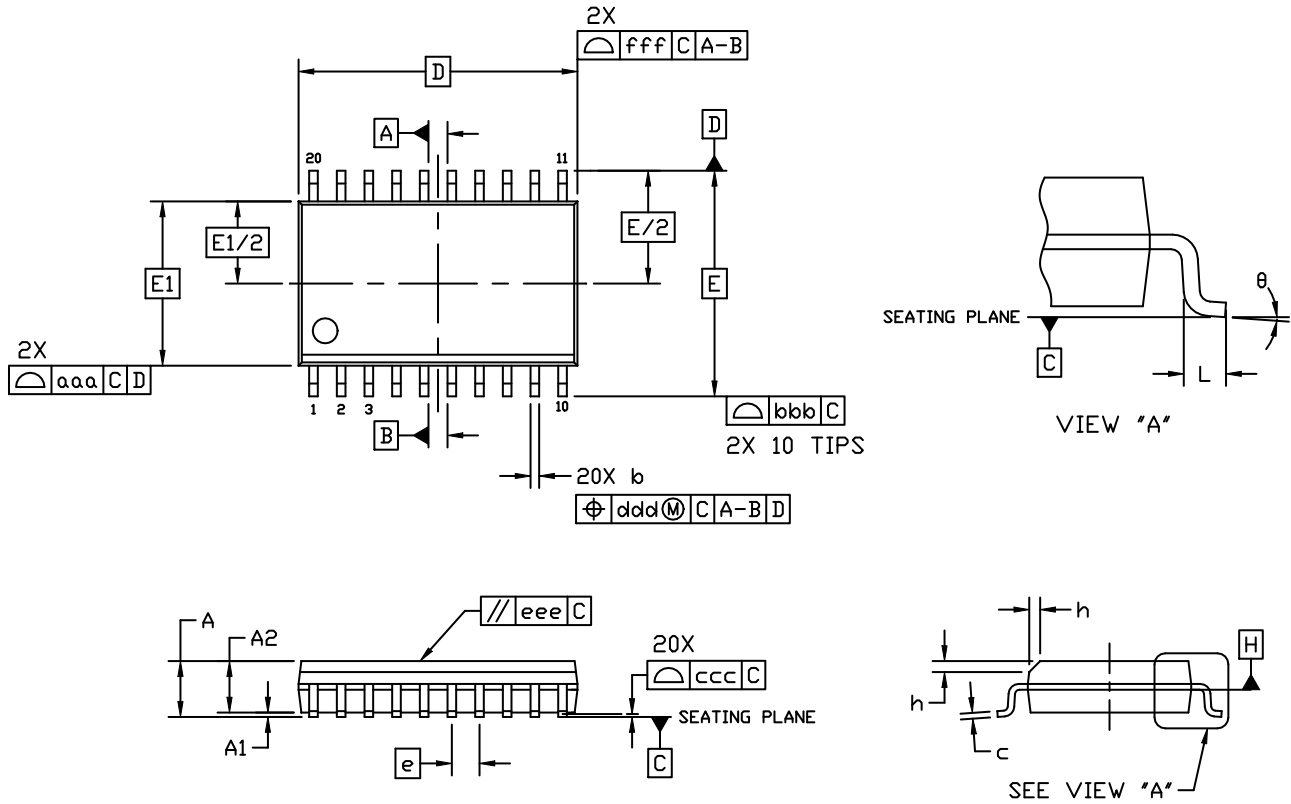 2X
fff C A-B
D
A
D
20
11
E1/2
E/2
E1
E
2X
aaa C D
1 2 3
10
B
bbb C
2X 10 TIPS
20X b
ddd Ⓜ C A-B D
θ
SEATING PLANE
C
L
VIEW "A"
A
A2
// eee C
20X
ccc C
SEATING PLANE
A1
e
C
h
H
h
c
SEE VIEW "A"